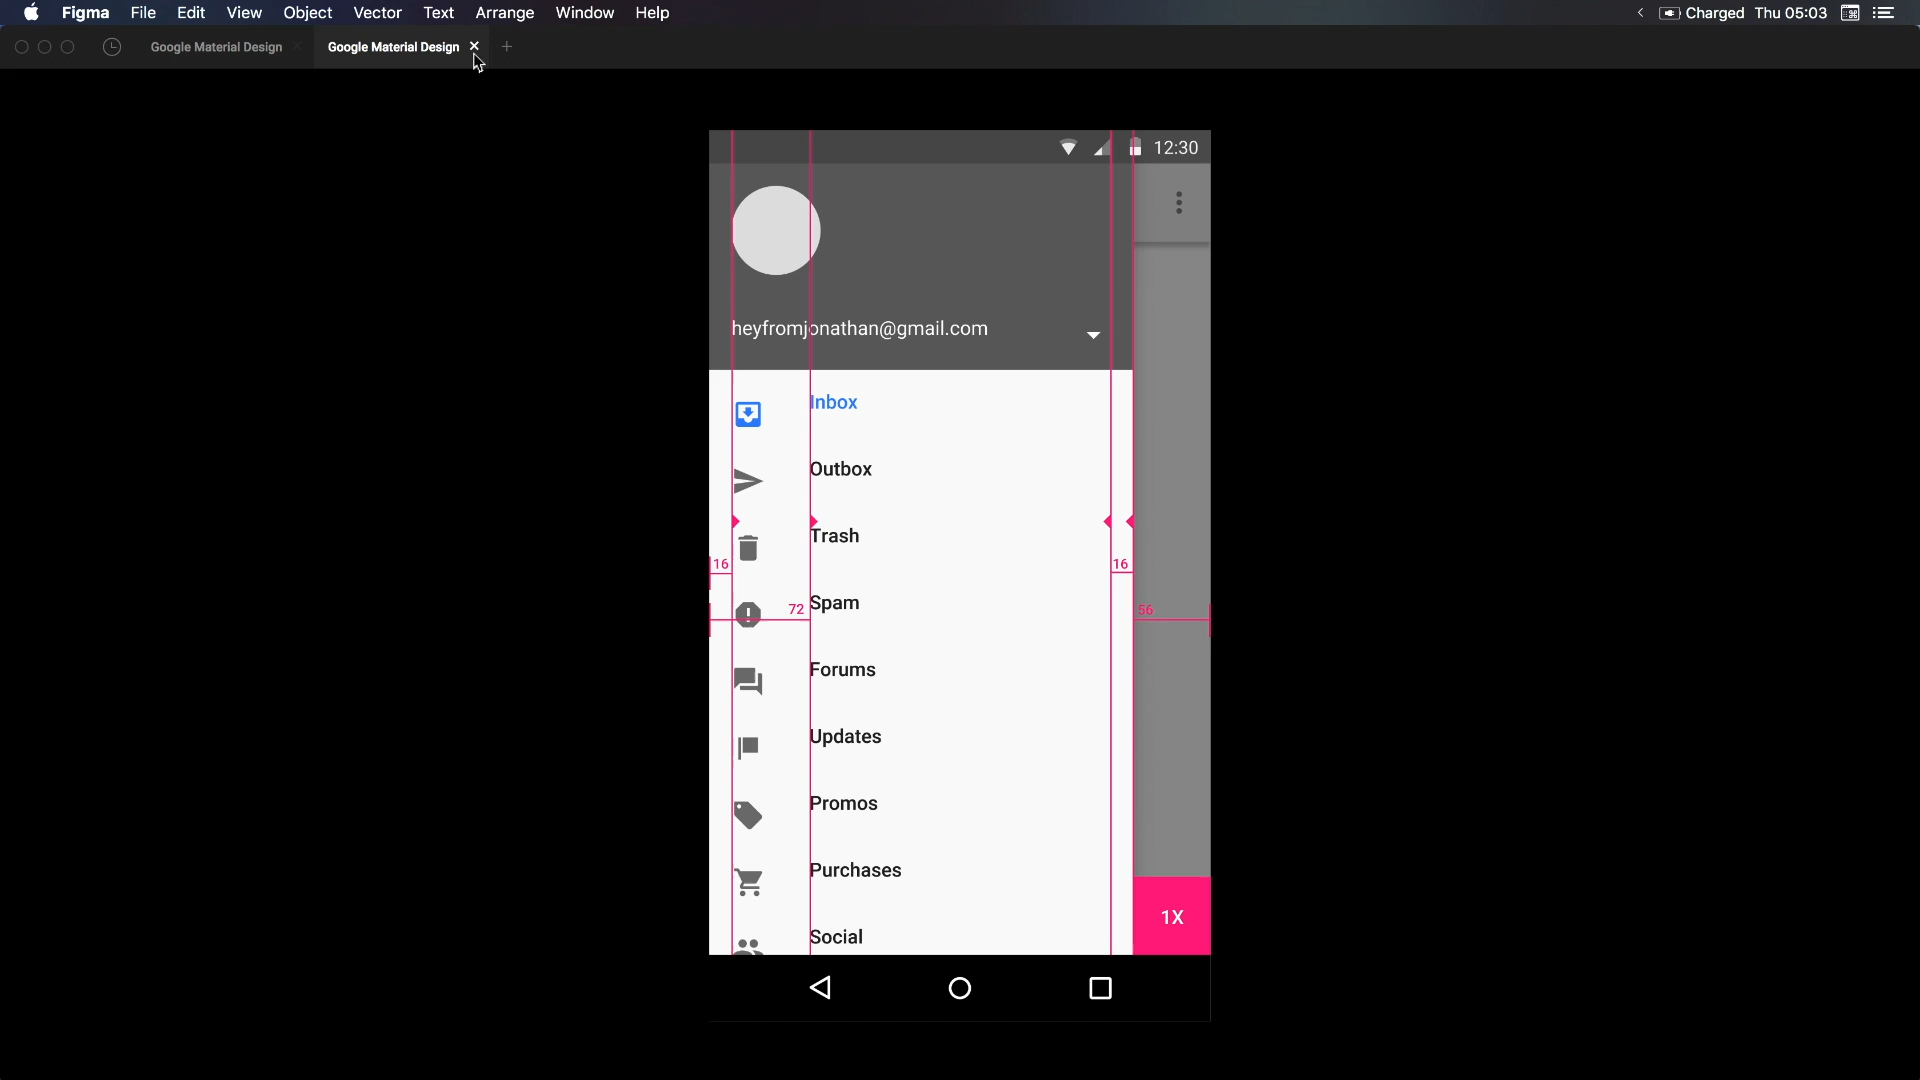 Figma File Edit View Object Vector Text Arrange Window Help Charged Thu 05:03
Google Material Design Google Material Design
12:30
heyfromjonathan@gmail.com
Inbox
Outbox
Trash
16 16
Spam
72 56
Forums
Updates
Promos
Purchases
1X
Social